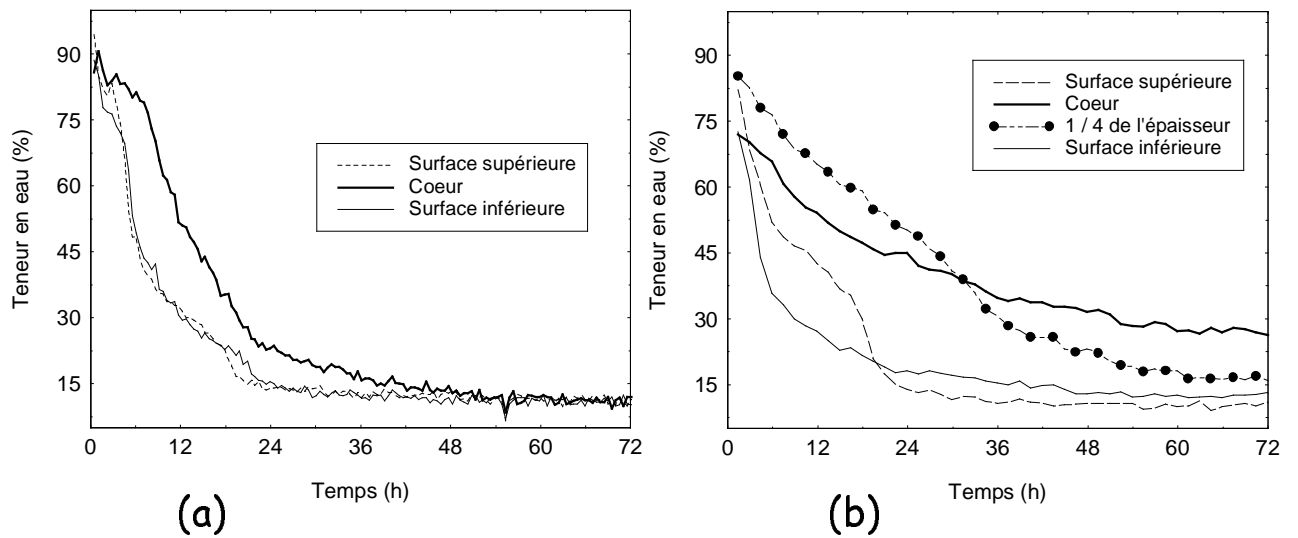 Teneur en eau (%)
90
75
60
45
30
15
Surface supérieure
Coeur
Surface inférieure
0 12 24 36 48 60 72
Temps (h)
(a)
Teneur en eau (%)
90
75
60
45
30
15
Surface supérieure
Coeur
1 / 4 de l'épaisseur
Surface inférieure
0 12 24 36 48 60 72
Temps (h)
(b)